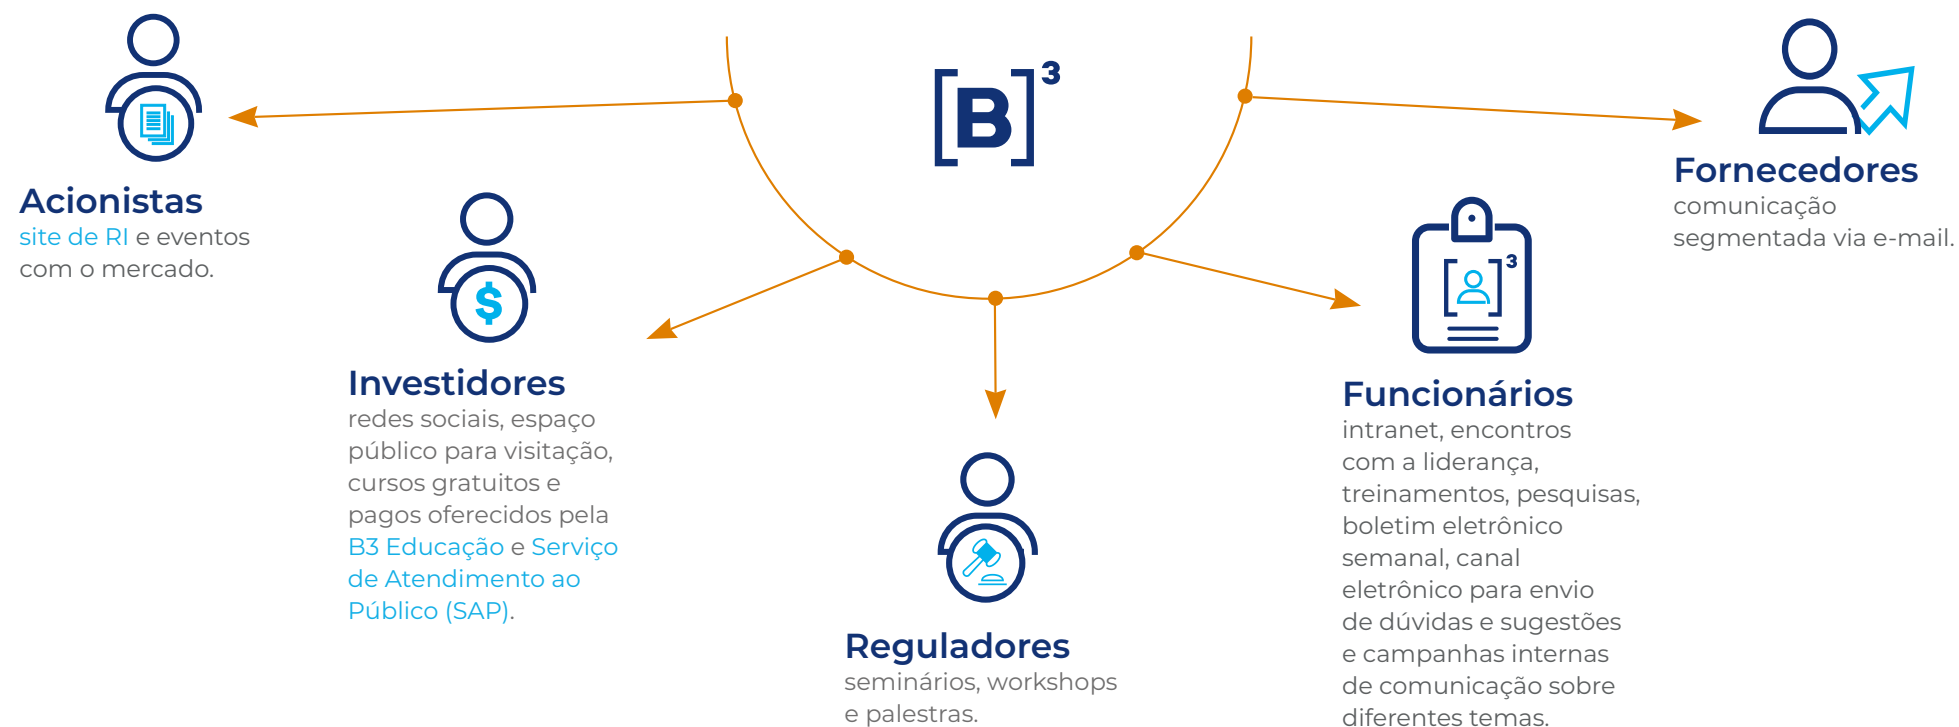 [B]³
Acionistas
site de RI e eventos
com o mercado.
Investidores
redes sociais, espaço
público para visitação,
cursos gratuitos e
pagos oferecidos pela
B3 Educação e Serviço
de Atendimento ao
Público (SAP).
$
Reguladores
seminários, workshops
e palestras.
Funcionários
intranet, encontros
com a liderança,
treinamentos, pesquisas,
boletim eletrônico
semanal, canal
eletrônico para envio
de dúvidas e sugestões
e campanhas internas
de comunicação sobre
diferentes temas.
[ ]³
Fornecedores
comunicação
segmentada via e-mail.